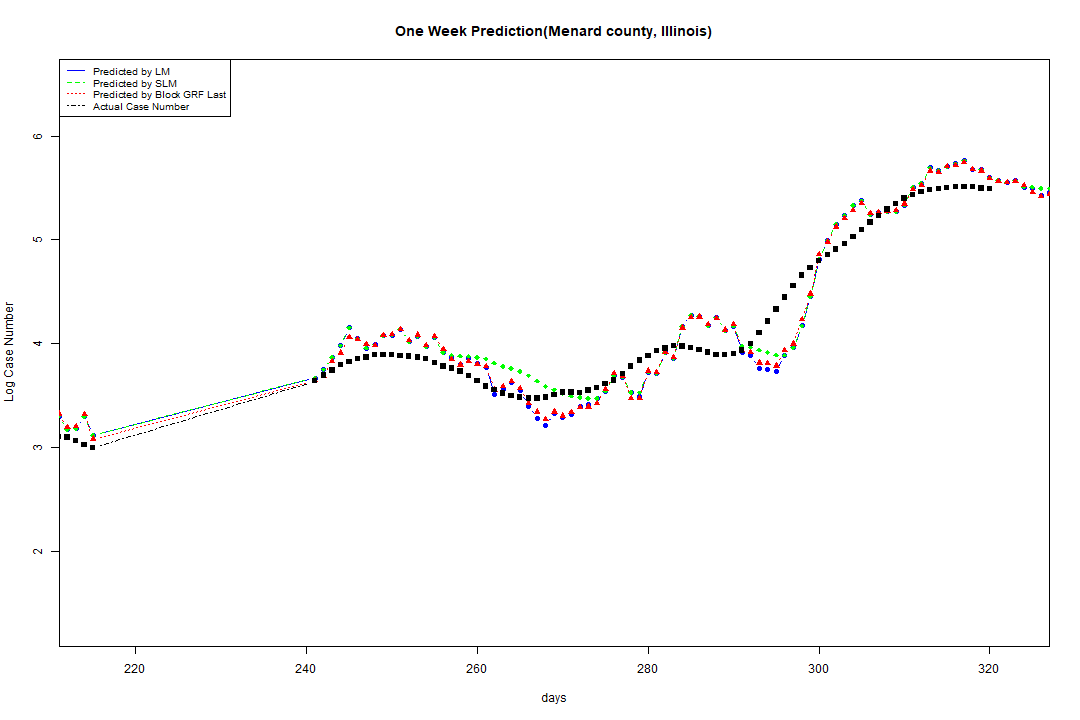 One Week Prediction(Menard county, Illinois)
Predicted by LM
Predicted by SLM
Predicted by Block GRF Last
Actual Case Number
6
5
4
3
2
Log Case Number
220 240 260 280 300 320
days